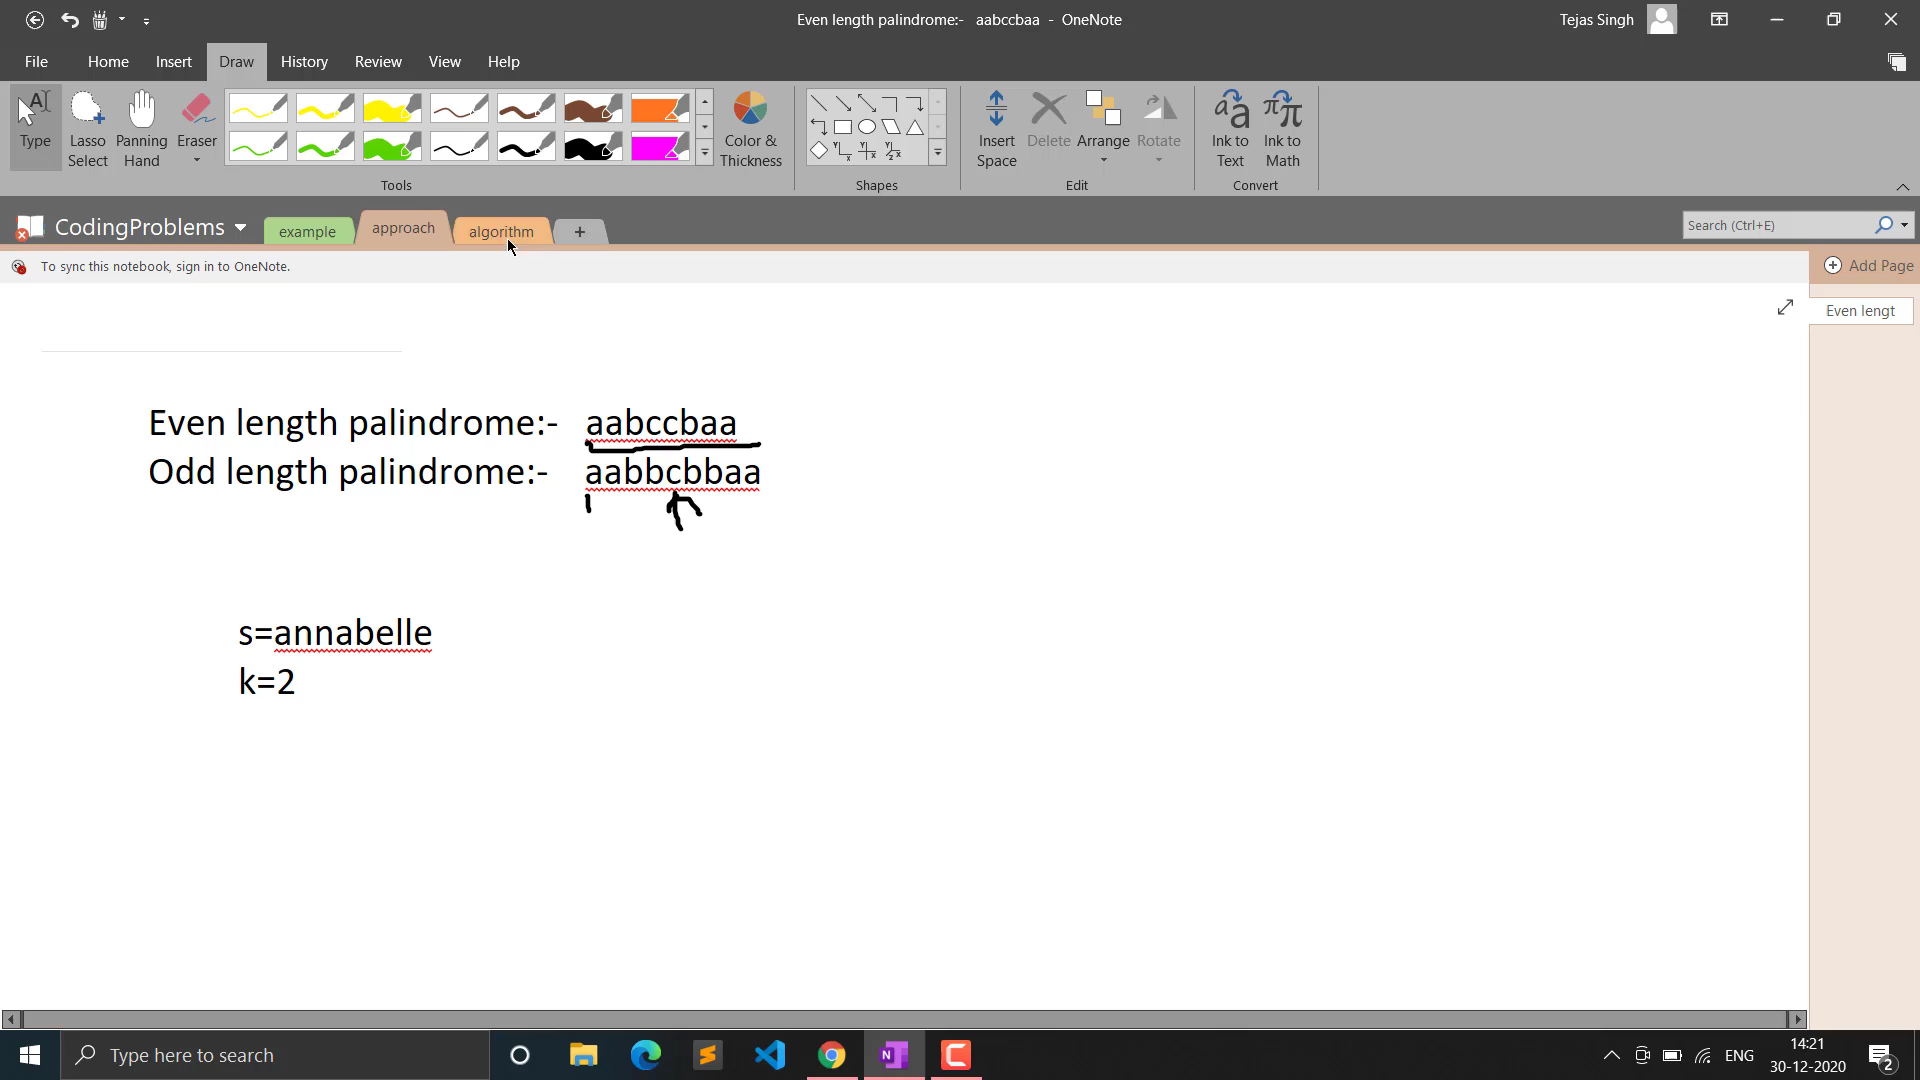 Even length palindrome:-   aabccbaa  -  OneNote
Tejas Singh
File
Home
Insert
Draw
History
Review
View
Help
Type
Lasso
Select
Panning
Hand
Eraser
Color &
Thickness
Insert
Space
Delete
Arrange
Rotate
Ink to
Text
Ink to
Math
Tools
Shapes
Edit
Convert
CodingProblems
example
approach
algorithm
+
Search (Ctrl+E)
To sync this notebook, sign in to OneNote.
Add Page
Even lengt
Even length palindrome:-   aabccbaa
Odd length palindrome:-   aabbcbbaa
s=annabelle
k=2
Type here to search
ENG
14:21
30-12-2020
2